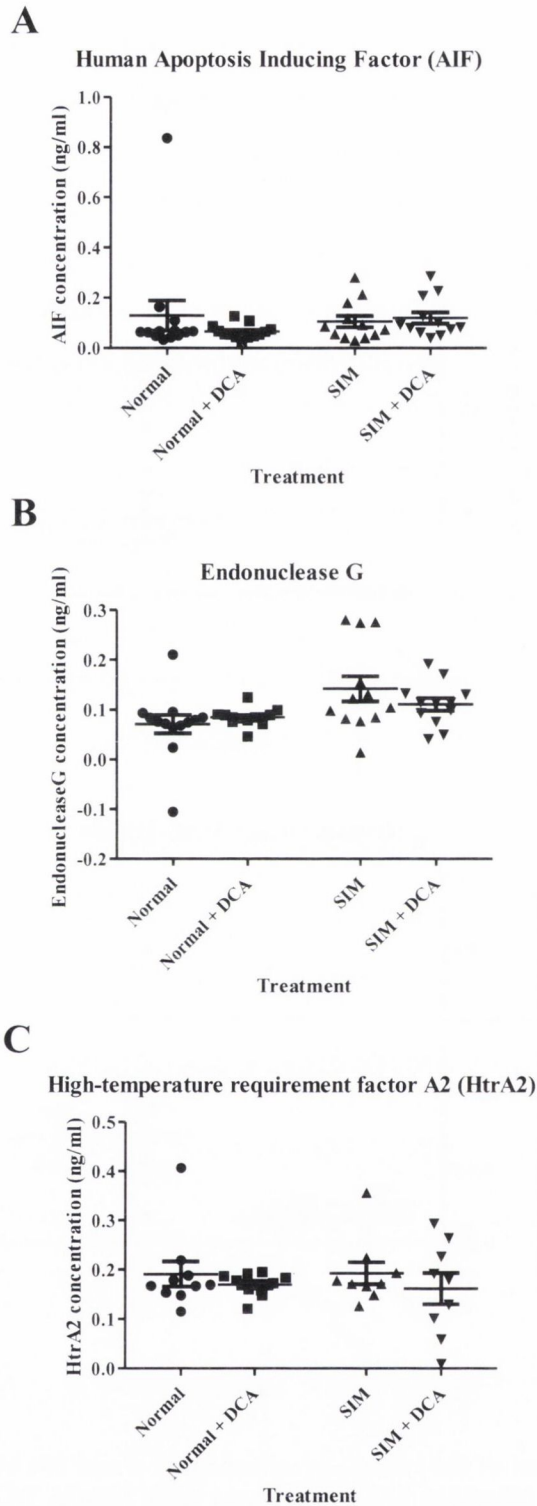 A
Human Apoptosis Inducing Factor (AIF)
AIF concentration (ng/ml)
1.0
0.8
0.6
0.4
0.2
0.0
Normal
Normal + DCA
SIM
SIM + DCA
Treatment
B
Endonuclease G
EndonucleaseG concentration (ng/ml)
0.3
0.2
0.1
0.0
-0.1
-0.2
Normal
Normal + DCA
SIM
SIM + DCA
Treatment
C
High-temperature requirement factor A2 (HtrA2)
HtrA2 concentration (ng/ml)
0.5
0.4
0.3
0.2
0.1
0.0
Normal
Normal + DCA
SIM
SIM + DCA
Treatment